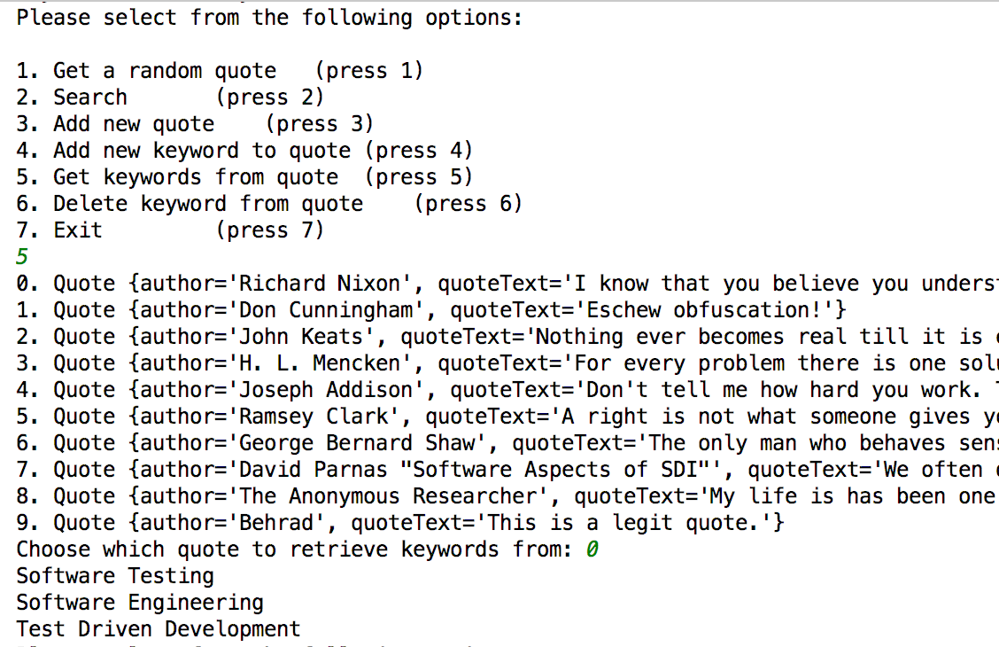 Please select from the following options:
1. Get a random quote   (press 1)
2. Search       (press 2)
3. Add new quote    (press 3)
4. Add new keyword to quote (press 4)
5. Get keywords from quote  (press 5)
6. Delete keyword from quote    (press 6)
7. Exit         (press 7)
5
0. Quote {author='Richard Nixon', quoteText='I know that you believe you
1. Quote {author='Don Cunningham', quoteText='Eschew obfuscation!'}
2. Quote {author='John Keats', quoteText='Nothing ever becomes real till it is
3. Quote {author='H. L. Mencken', quoteText='For every problem there is one
4. Quote {author='Joseph Addison', quoteText='Don't tell me how hard you work.
5. Quote {author='Ramsey Clark', quoteText='A right is not what someone gives
6. Quote {author='George Bernard Shaw', quoteText='The only man who behaves
7. Quote {author='David Parnas "Software Aspects of SDI"', quoteText='We often
8. Quote {author='The Anonymous Researcher', quoteText='My life is has been one
9. Quote {author='Behrad', quoteText='This is a legit quote.'}
Choose which quote to retrieve keywords from: 0
Software Testing
Software Engineering
Test Driven Development